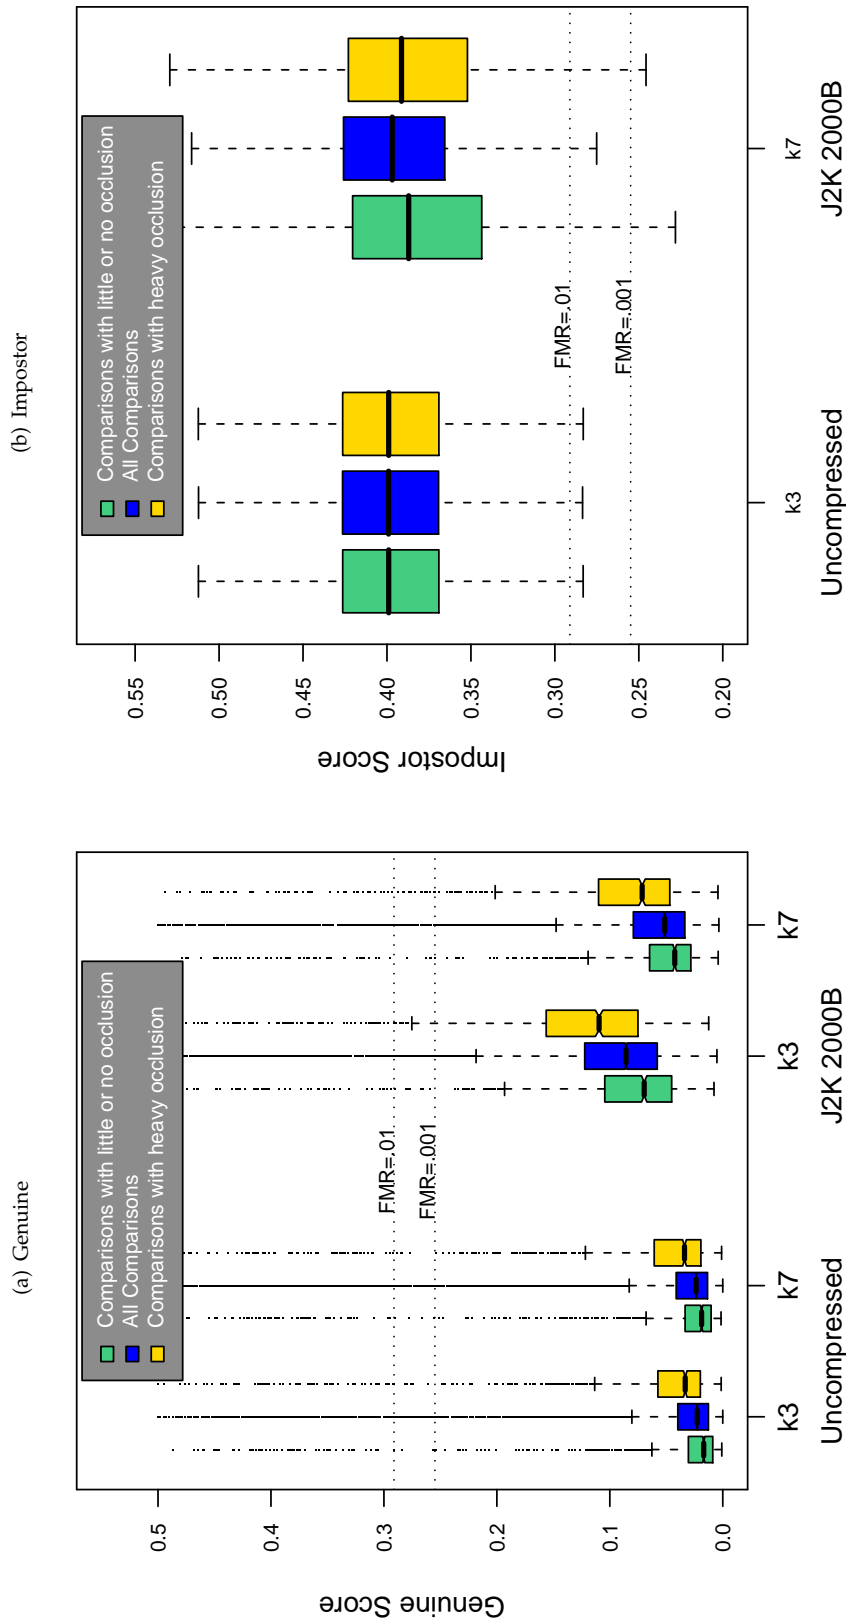 (a) Genuine
Genuine Score
0.0
0.1
0.2
0.3
0.4
0.5
Comparisons with little or no occlusion
All Comparisons
Comparisons with heavy occlusion
FMR=.01
FMR=.001
k3
k7
k3
k7
Uncompressed
J2K 2000B
(b) Impostor
Impostor Score
0.20
0.25
0.30
0.35
0.40
0.45
0.50
0.55
Comparisons with little or no occlusion
All Comparisons
Comparisons with heavy occlusion
FMR=.01
FMR=.001
k3
k7
Uncompressed
J2K 2000B